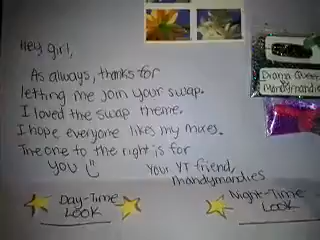 Hey girl,
As always, thanks for
letting me join your swap.
I loved the swap theme.
I hope everyone likes my mixes.
The one to the right is for
you
Your YT friend,
mandymandies
Drama Queen
by
Mandymandies
Day-Time
LOOK
Night-Time
LOOK